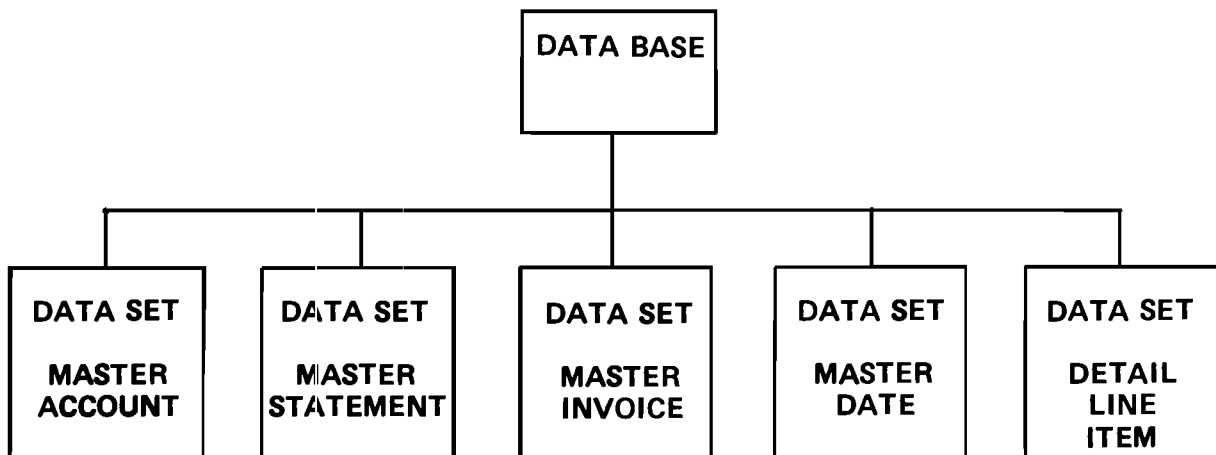 DATA BASE
DATA SET
MASTER
ACCOUNT
DATA SET
MASTER
STATEMENT
DATA SET
MASTER
INVOICE
DATA SET
MASTER
DATE
DATA SET
DETAIL
LINE
ITEM